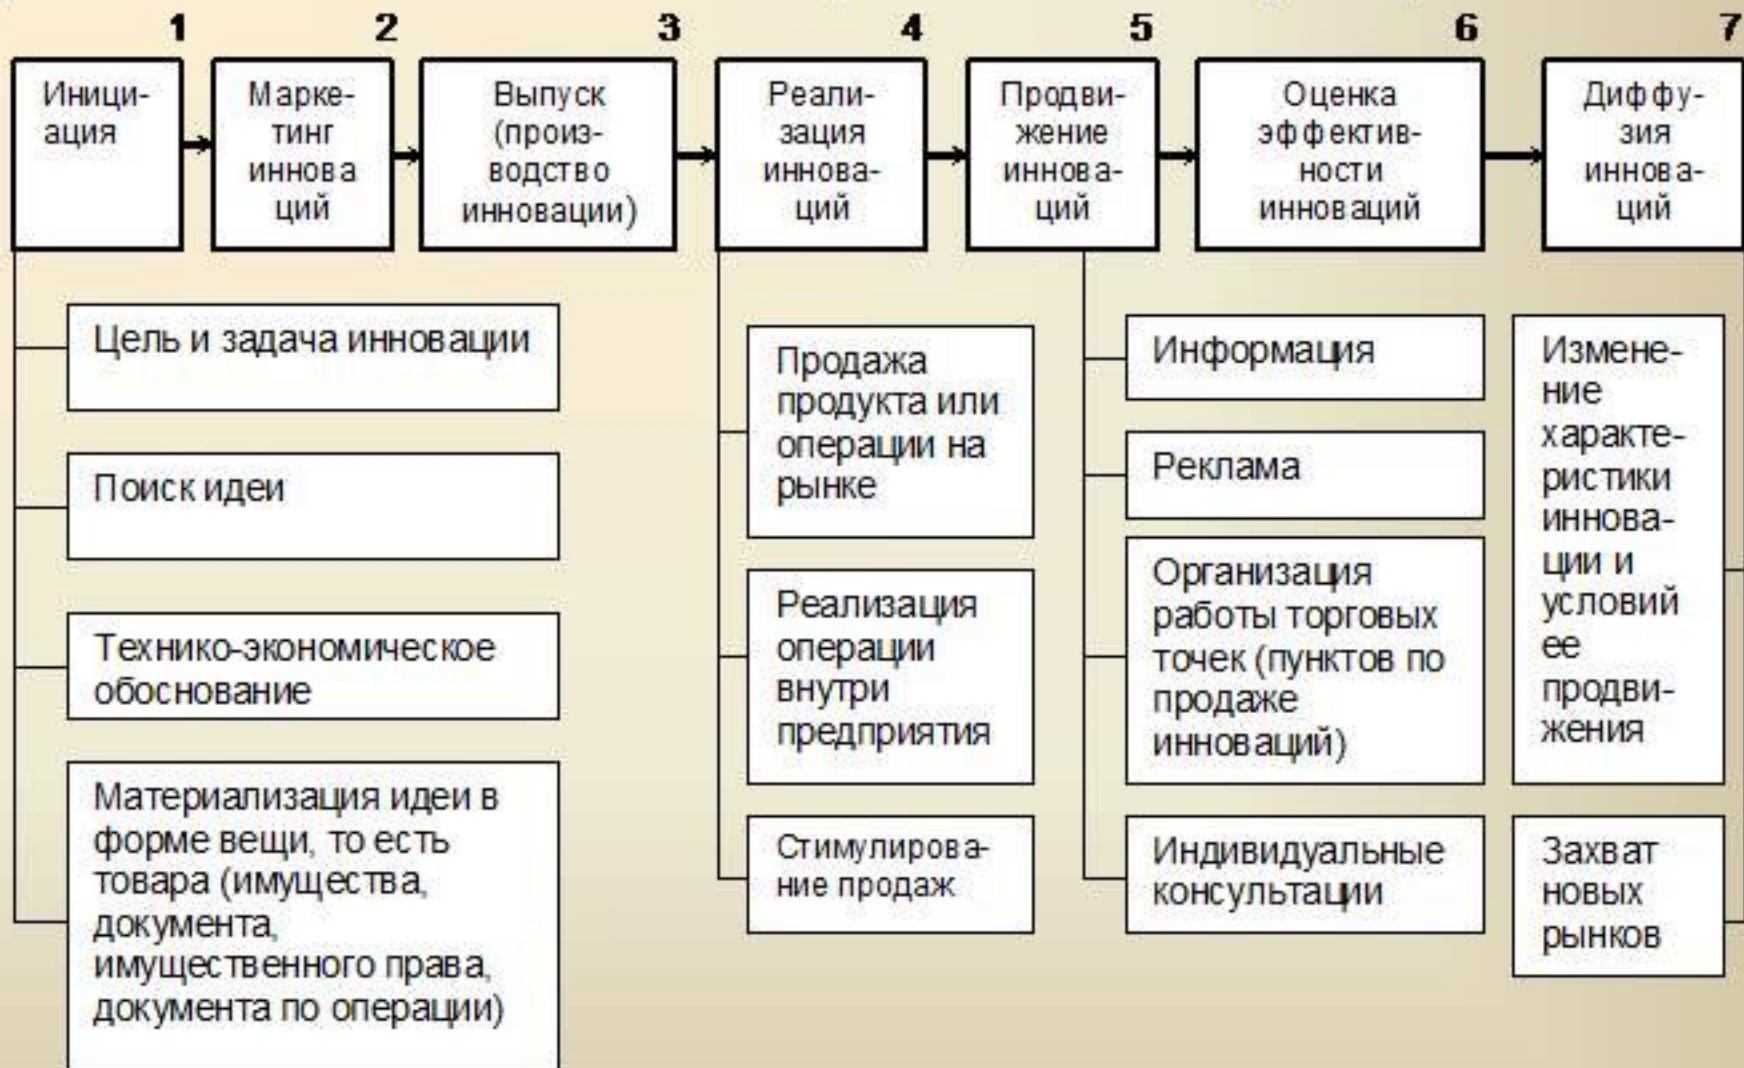 1 2 3 4 5 6 7
Иници-
ация
Марке-
тинг
иннова
ций
Выпуск
(произ-
водство
инновации)
Реали-
зация
иннова-
ций
Продви-
жение
иннова-
ций
Оценка
эффектив-
ности
инноваций
Диффу-
зия
иннова-
ций
Цель и задача инновации
Поиск идеи
Технико-экономическое
обоснование
Материализация идеи в
форме вещи, то есть
товара (имущества,
документа,
имущественного права,
документа по операции)
Продажа
продукта или
операции на
рынке
Реализация
операции
внутри
предприятия
Стимулирова-
ние продаж
Информация
Реклама
Организация
работы торговых
точек (пунктов по
продаже
инноваций)
Индивидуальные
консультации
Измене-
ние
характе-
ристики
иннова-
ции и
условий
ее
продви-
жения
Захват
новых
рынков